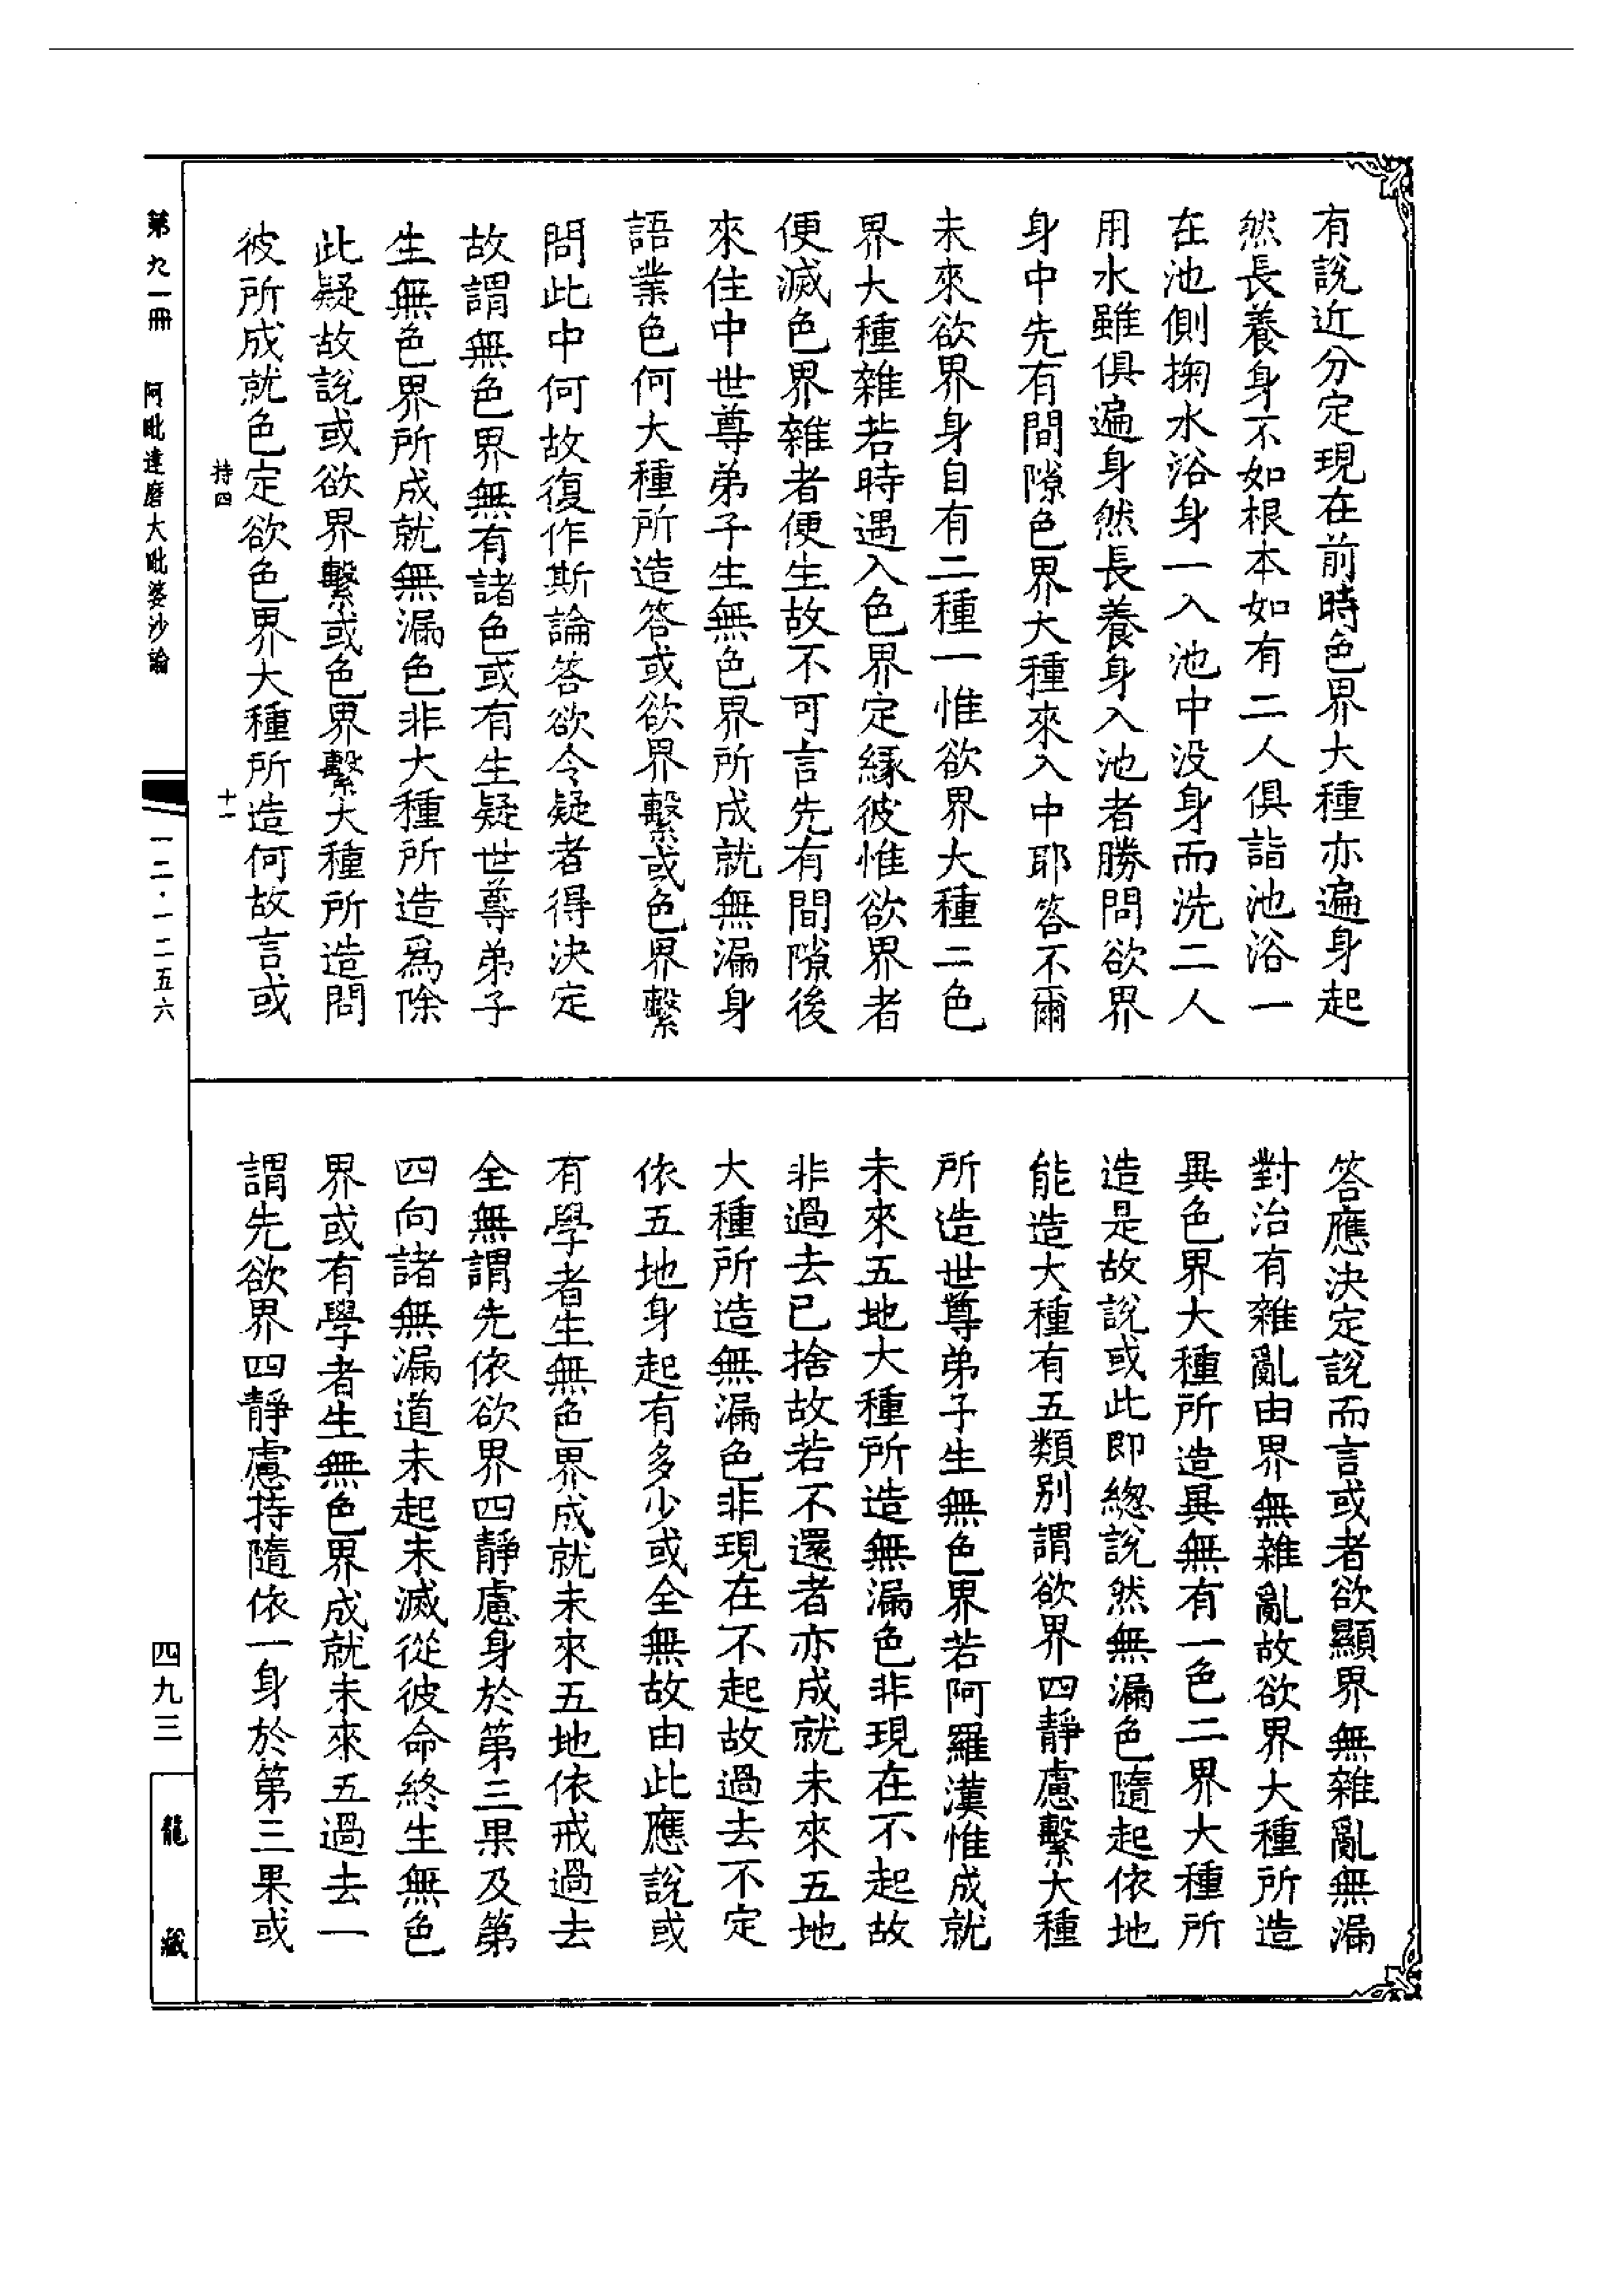 有說近分定現在前時色界大種亦遍身起
然長養身不如根本如有二人俱詣池浴一
在池側掬水浴身一入池中没身而洗二人
用水雖俱遍身然長養身入池者勝問欲界
身中先有間隙色界大種來入中耶答不爾
未來欲界身自有二種一惟欲界大種二色
界大種雜若時遇入色界定緣彼惟欲界者
便滅色界雜者便生故不可言先有間隙後
來住中世尊弟子生無色界所成就無漏身
語業色何大種所造答或欲界繫或色界繫
問此中何故復作斯論答欲令疑者得決定
故謂無色界無有諸色或有生疑世尊弟子
生無色界所成就無漏色非大種所造爲除
此疑故說或欲界繫或色界繫大種所造問
彼所成就色定欲色界大種所造何故言或
持四
十一
答應決定說而言或者欲顯界無雜亂無漏
對治有雜亂由界無雜亂故欲界大種所造
異色界大種所造異無有一色二界大種所
造是故說或此即總說然無漏色隨起依地
能造大種有五類別謂欲界四靜慮繫大種
所造世尊弟子生無色界若阿羅漢惟成就
未來五地大種所造無漏色非現在不起故
非過去已捨故若不還者亦成就未來五地
大種所造無漏色非現在不起故過去不定
依五地身起有多少或全無故由此應說或
有學者生無色界成就未來五地依戒過去
全無謂先依欲界四靜慮身於第三果及第
四向諸無漏道未起未滅從彼命終生無色
界或有學者生無色界成就未來五過去一
謂先欲界四靜慮持隨依一身於第三果或
第九一冊
阿毗達磨大毗婆沙論
一二·一二五六
四九三
龍藏